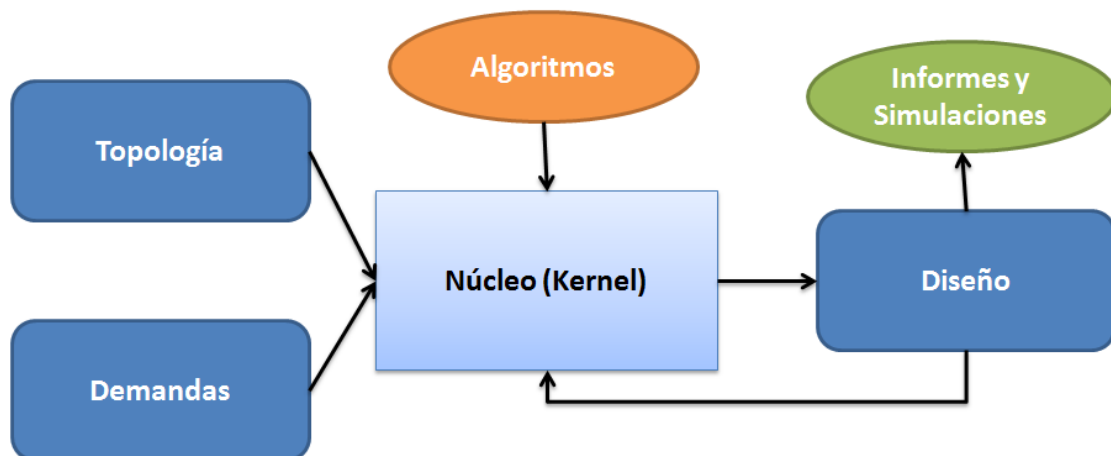 Algoritmos
Informes y
Simulaciones
Topología
Núcleo (Kernel)
Diseño
Demandas